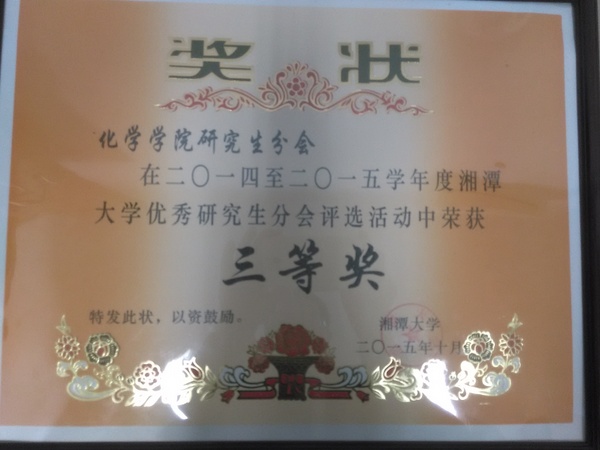 奖状
化学学院研究生分会
在二〇一四至二〇一五学年度湘潭
大学优秀研究生分会评选活动中荣获
三等奖
特发此状，以资鼓励。
湘潭大学
二〇一五年十月